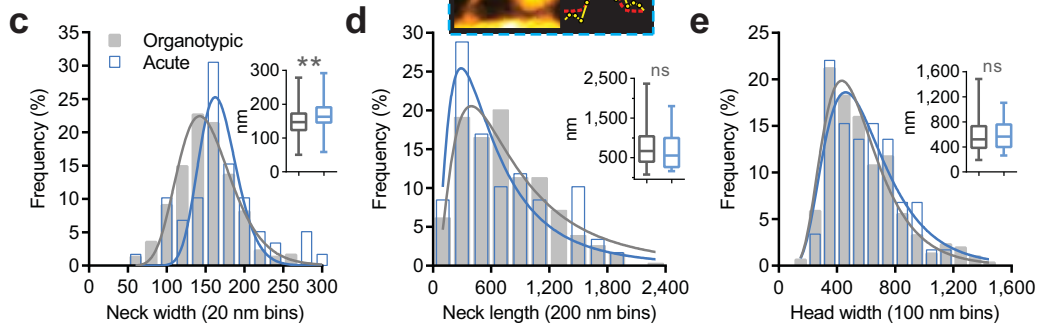 c
Organotypic
Acute
**
nm
300
200
100
0
Frequency (%)
35
30
25
20
15
10
5
0
0 50 100 150 200 250 300
Neck width (20 nm bins)
d
ns
nm
2,500
1,500
500
Frequency (%)
30
25
20
15
10
5
0
0 600 1,200 1,800 2,400
Neck length (200 nm bins)
e
ns
nm
1,600
1,200
800
400
0
Frequency (%)
25
20
15
10
5
0
0 400 800 1,200 1,600
Head width (100 nm bins)